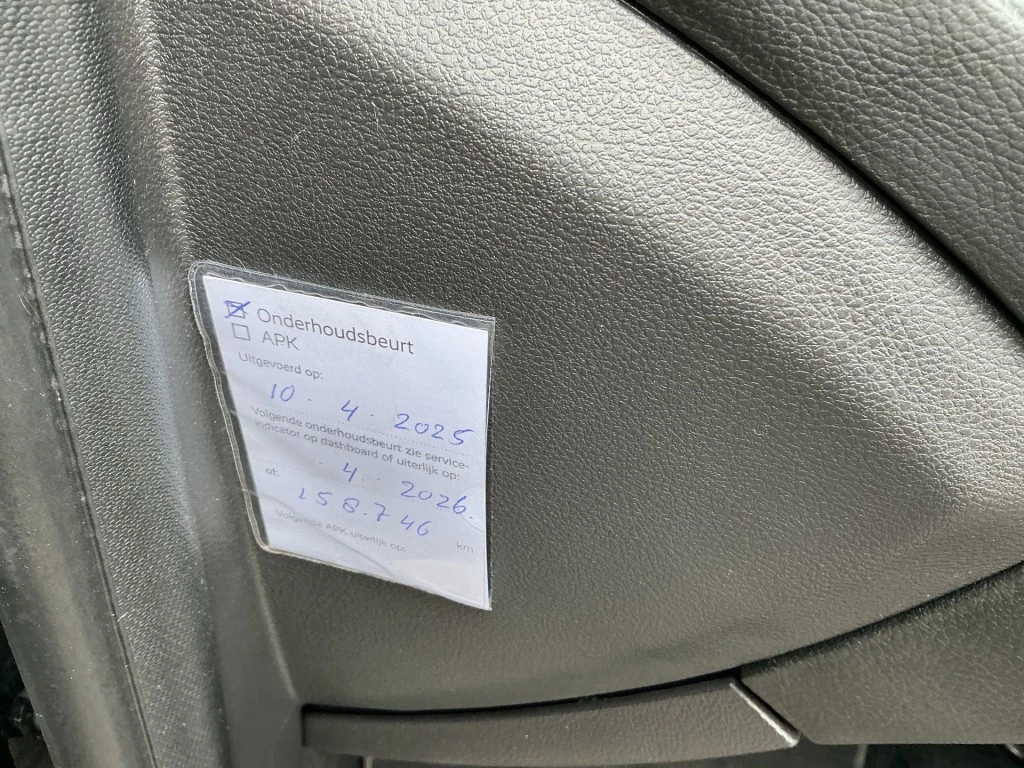 ☒ Onderhoudsbeurt
☐ APK
Uitgevoerd op:
10 . 4 . 2025
Volgende onderhoudsbeurt zie service-
indicator op dashboard of uiterlijk op:
4 . 2026.
of: 158.746 km
Volgende APK uiterlijk op: